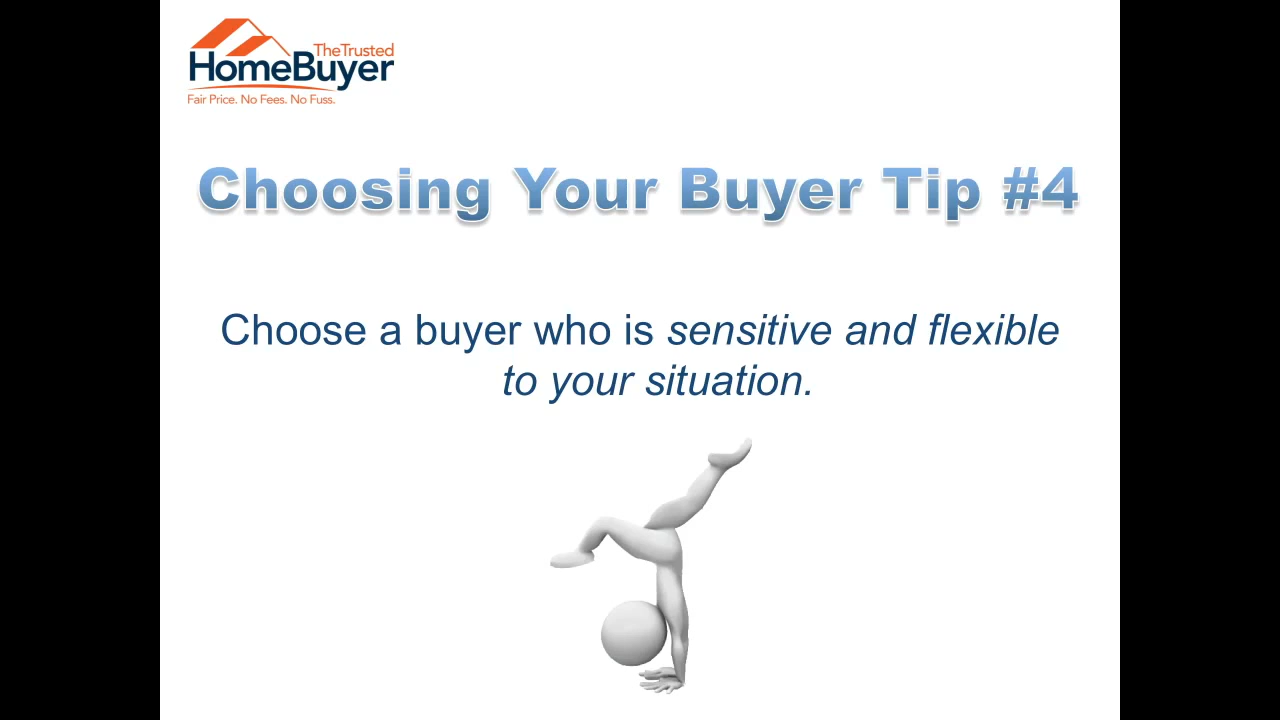 TheTrusted
HomeBuyer
Fair Price. No Fees. No Fuss.
Choosing Your Buyer Tip #4
Choose a buyer who is sensitive and flexible
to your situation.